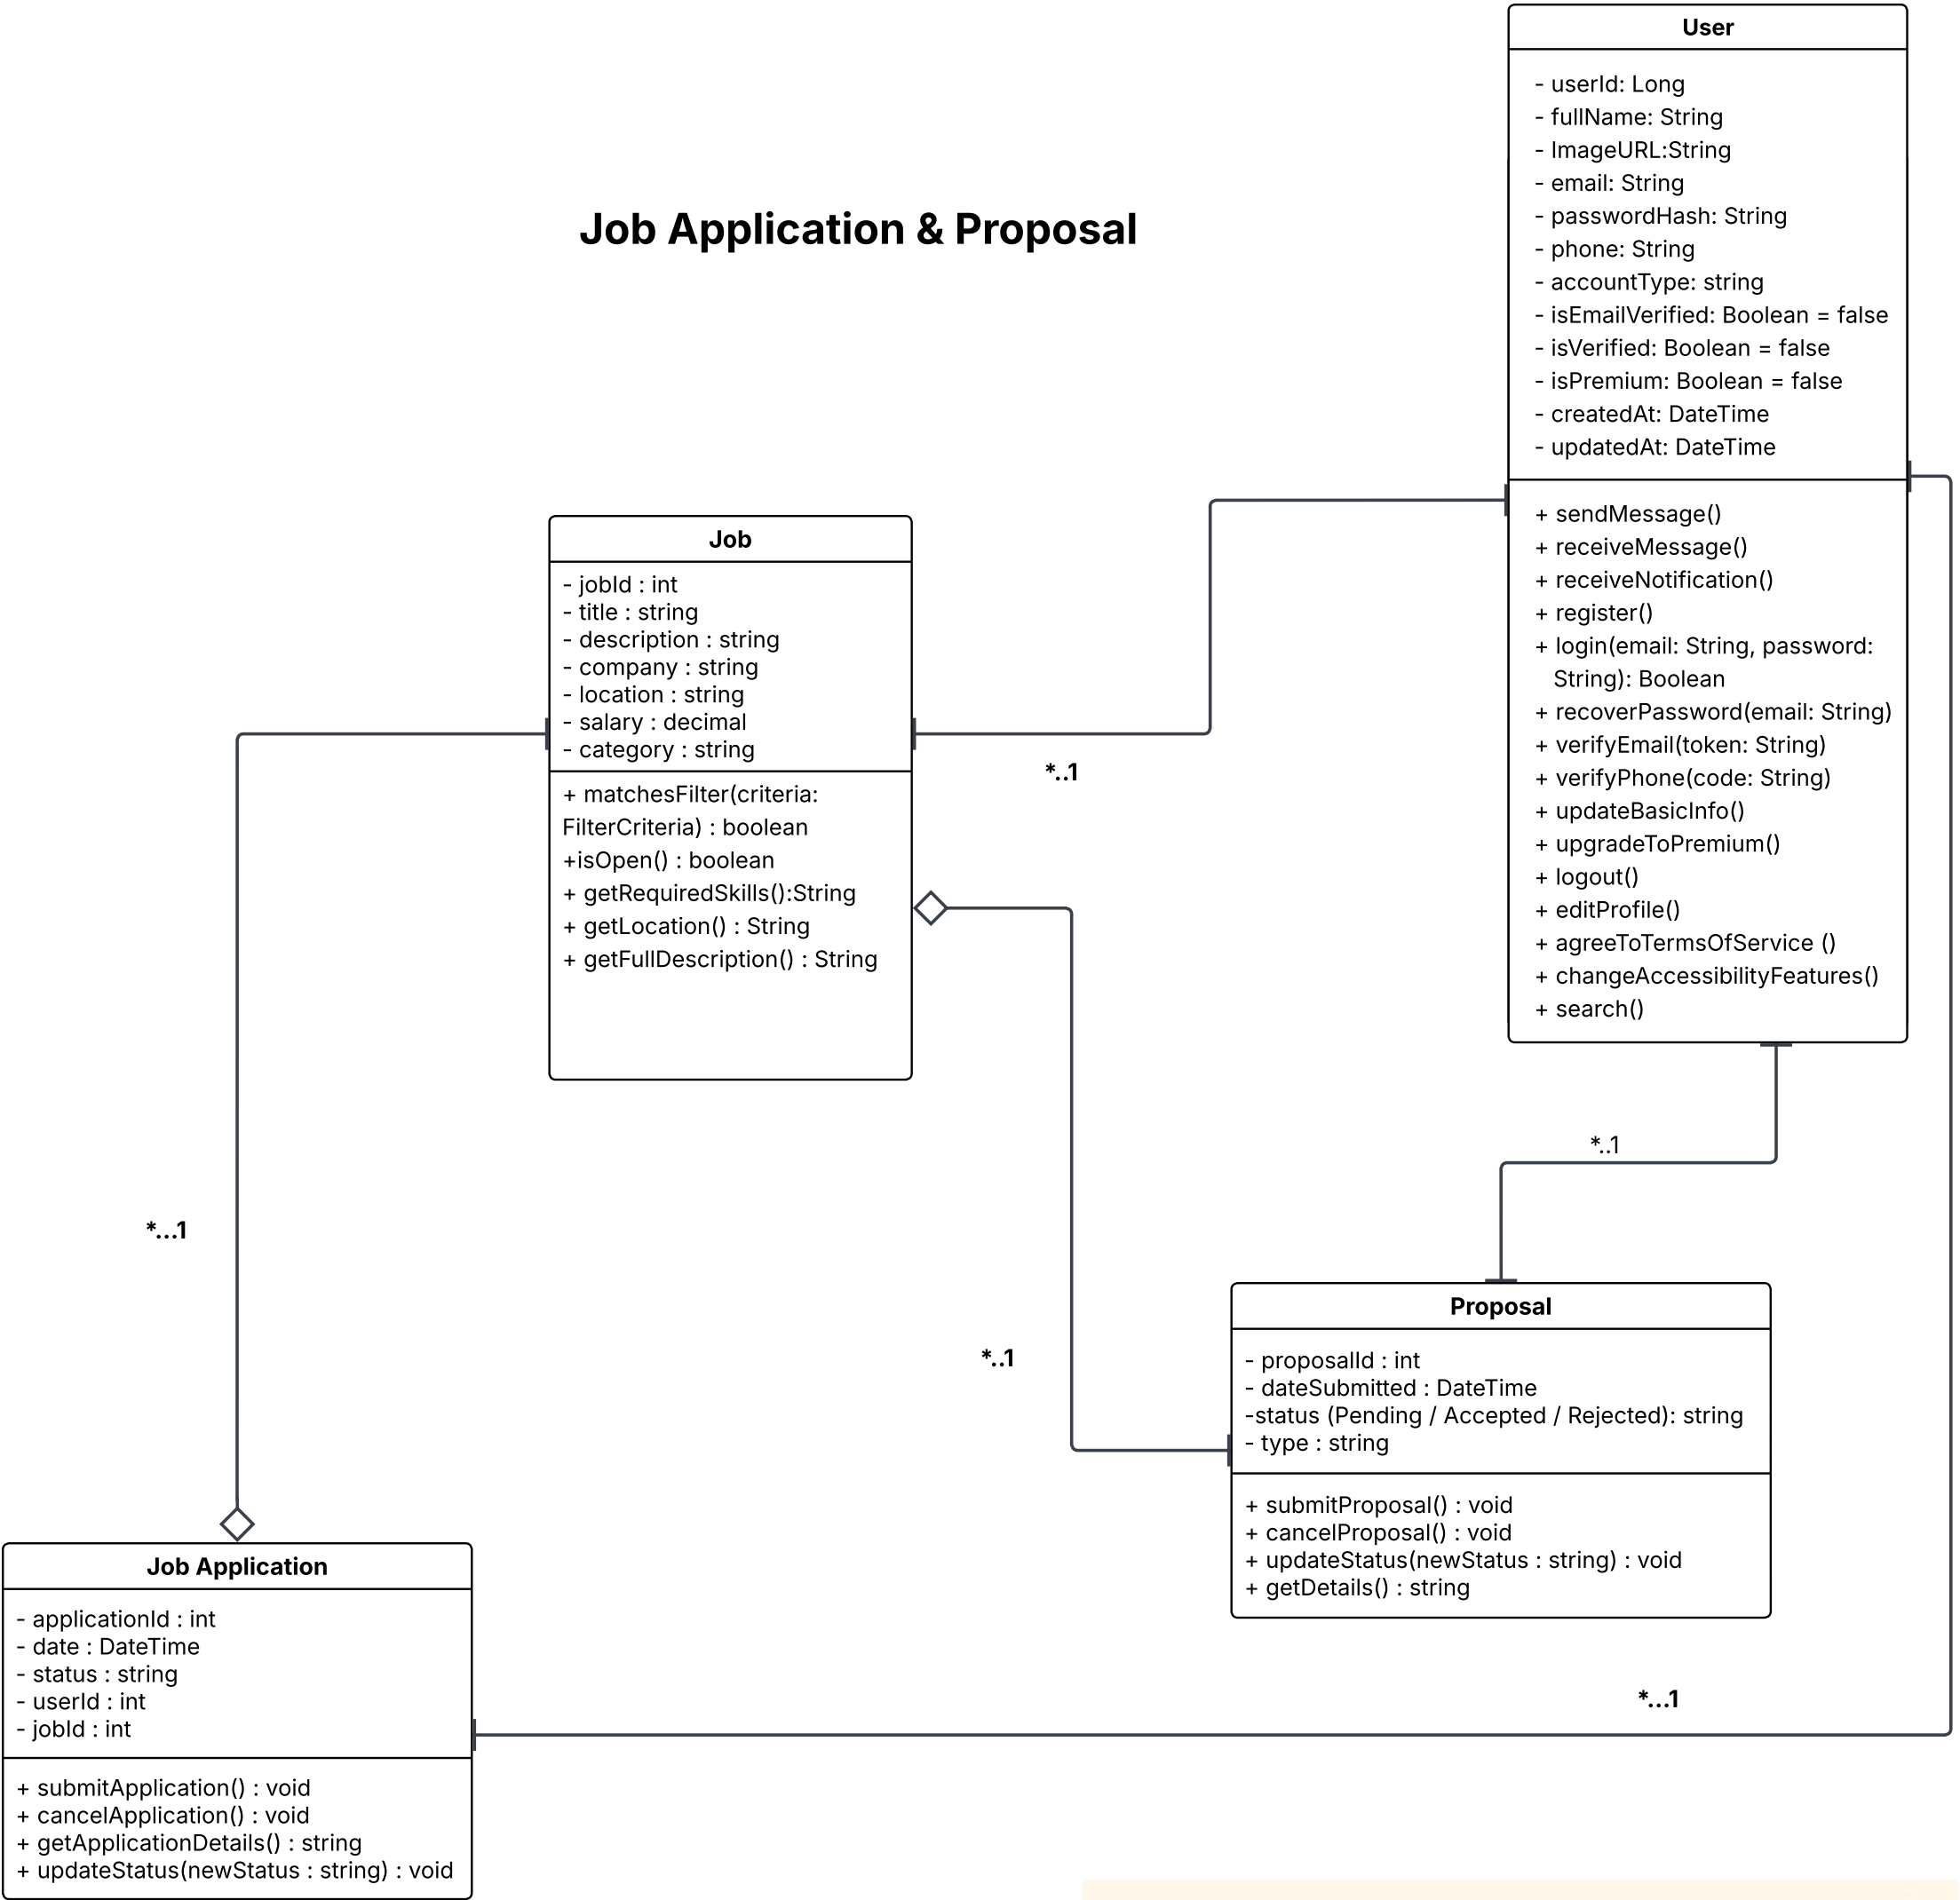 Job Application & Proposal
User
- userId: Long
- fullName: String
- ImageURL:String
- email: String
- passwordHash: String
- phone: String
- accountType: string
- isEmailVerified: Boolean = false
- isVerified: Boolean = false
- isPremium: Boolean = false
- createdAt: DateTime
- updatedAt: DateTime
+ sendMessage()
+ receiveMessage()
+ receiveNotification()
+ register()
+ login(email: String, password:
String): Boolean
+ recoverPassword(email: String)
+ verifyEmail(token: String)
+ verifyPhone(code: String)
+ updateBasicInfo()
+ upgradeToPremium()
+ logout()
+ editProfile()
+ agreeToTermsOfService ()
+ changeAccessibilityFeatures()
+ search()
Job
- jobId : int
- title : string
- description : string
- company : string
- location : string
- salary : decimal
- category : string
+ matchesFilter(criteria:
FilterCriteria) : boolean
+isOpen() : boolean
+ getRequiredSkills():String
+ getLocation() : String
+ getFullDescription() : String
*..1
*..1
*...1
*..1
Proposal
- proposalId : int
- dateSubmitted : DateTime
-status (Pending / Accepted / Rejected): string
- type : string
+ submitProposal() : void
+ cancelProposal() : void
+ updateStatus(newStatus : string) : void
+ getDetails() : string
*...1
Job Application
- applicationId : int
- date : DateTime
- status : string
- userId : int
- jobId : int
+ submitApplication() : void
+ cancelApplication() : void
+ getApplicationDetails() : string
+ updateStatus(newStatus : string) : void